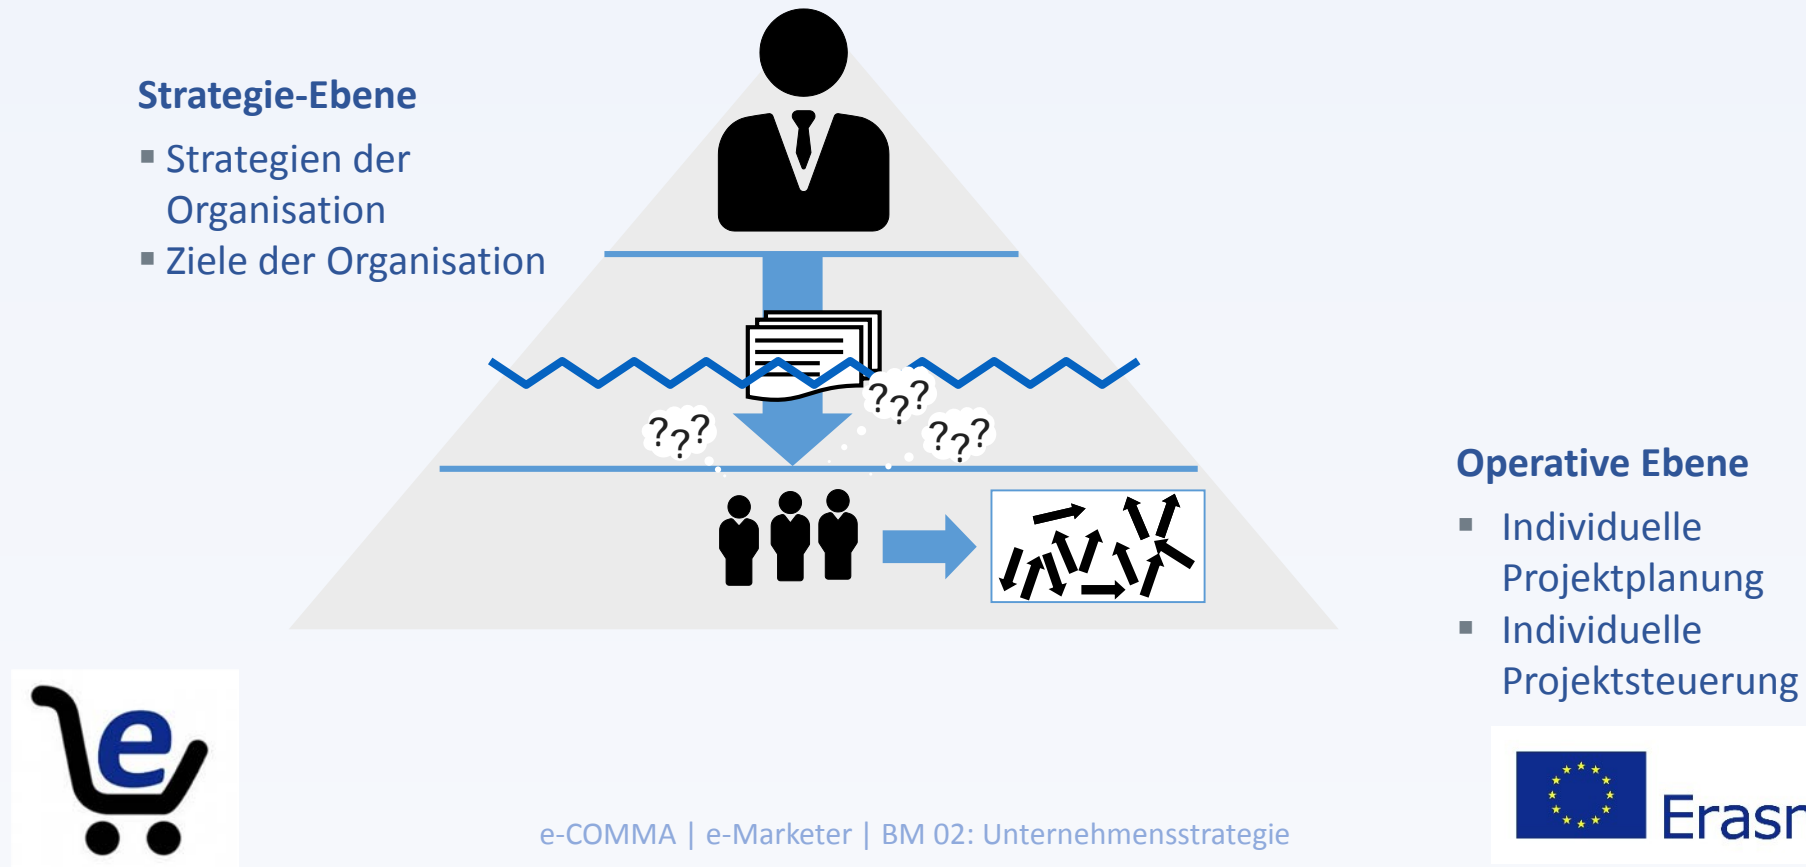 Strategie-Ebene
▪ Strategien der
Organisation
▪ Ziele der Organisation
???
???
???
Operative Ebene
▪ Individuelle
Projektplanung
▪ Individuelle
Projektsteuerung
e
e-COMMA | e-Marketer | BM 02: Unternehmensstrategie